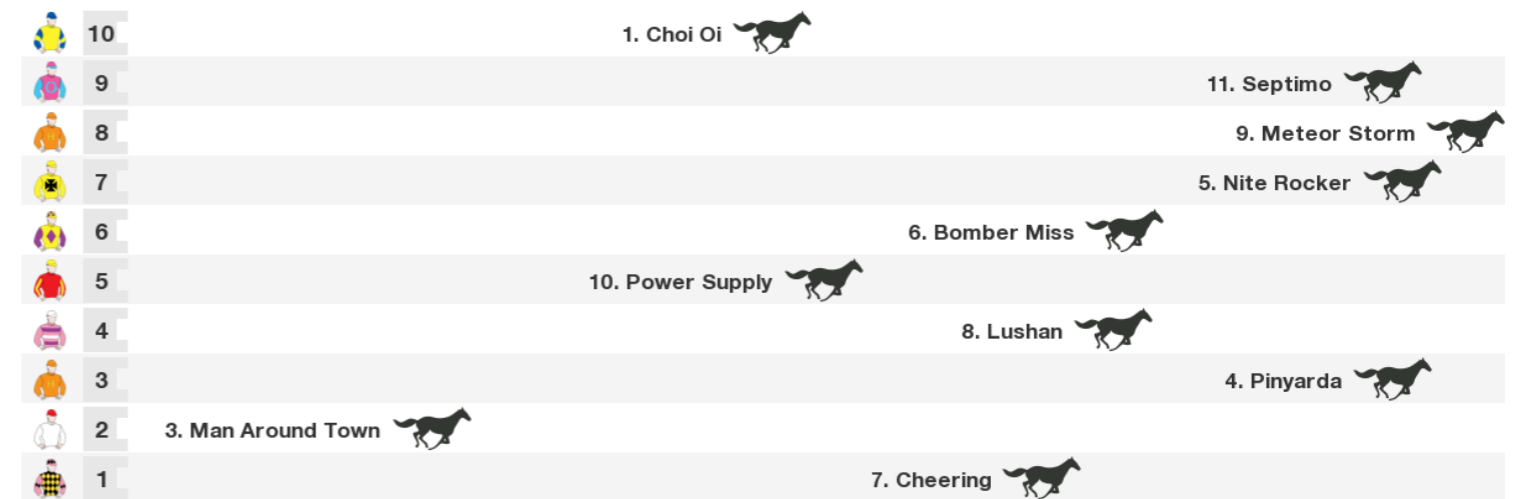 10 1. Choi Oi
9 11. Septimo
8 9. Meteor Storm
7 5. Nite Rocker
6 6. Bomber Miss
5 10. Power Supply
4 8. Lushan
3 4. Pinyarda
2 3. Man Around Town
1 7. Cheering